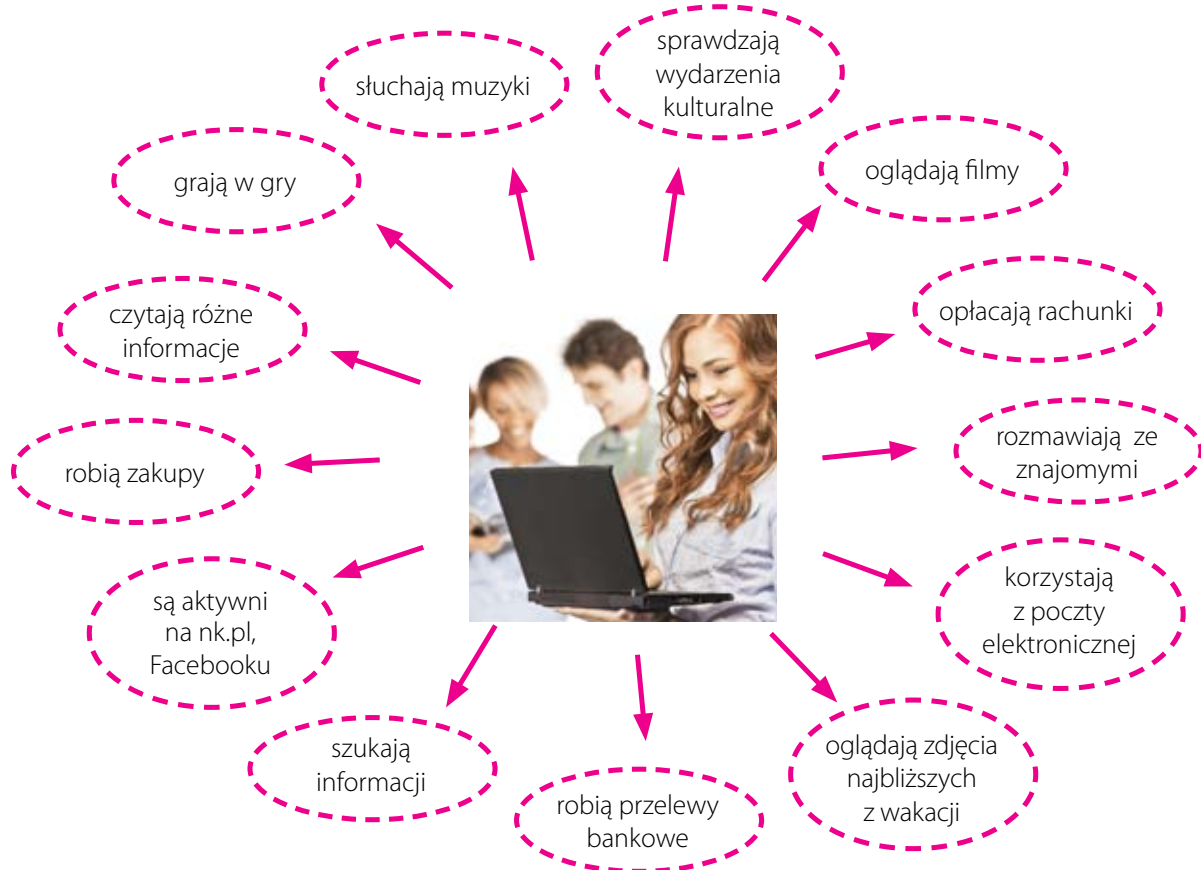 słuchają muzyki
sprawdzają
wydarzenia
kulturalne
oglądają filmy
opłacają rachunki
rozmawiają ze
znajomymi
korzystają
z poczty
elektronicznej
oglądają zdjęcia
najbliższych
z wakacji
robią przelewy
bankowe
szukają
informacji
są aktywni
na nk.pl,
Facebooku
robią zakupy
czytają różne
informacje
grają w gry